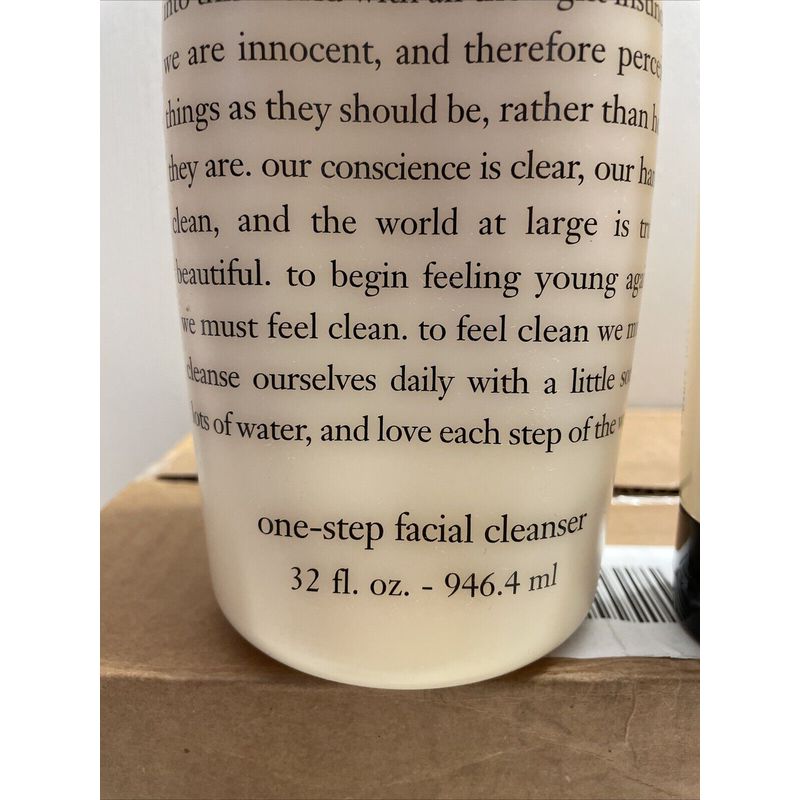 we are innocent, and therefore
things as they should be, rather than
they are. our conscience is clear, our
clean, and the world at large is
beautiful. to begin feeling young
we must feel clean. to feel clean we
cleanse ourselves daily with a little
lots of water, and love each step of the
one-step facial cleanser
32 fl. oz. - 946.4 ml